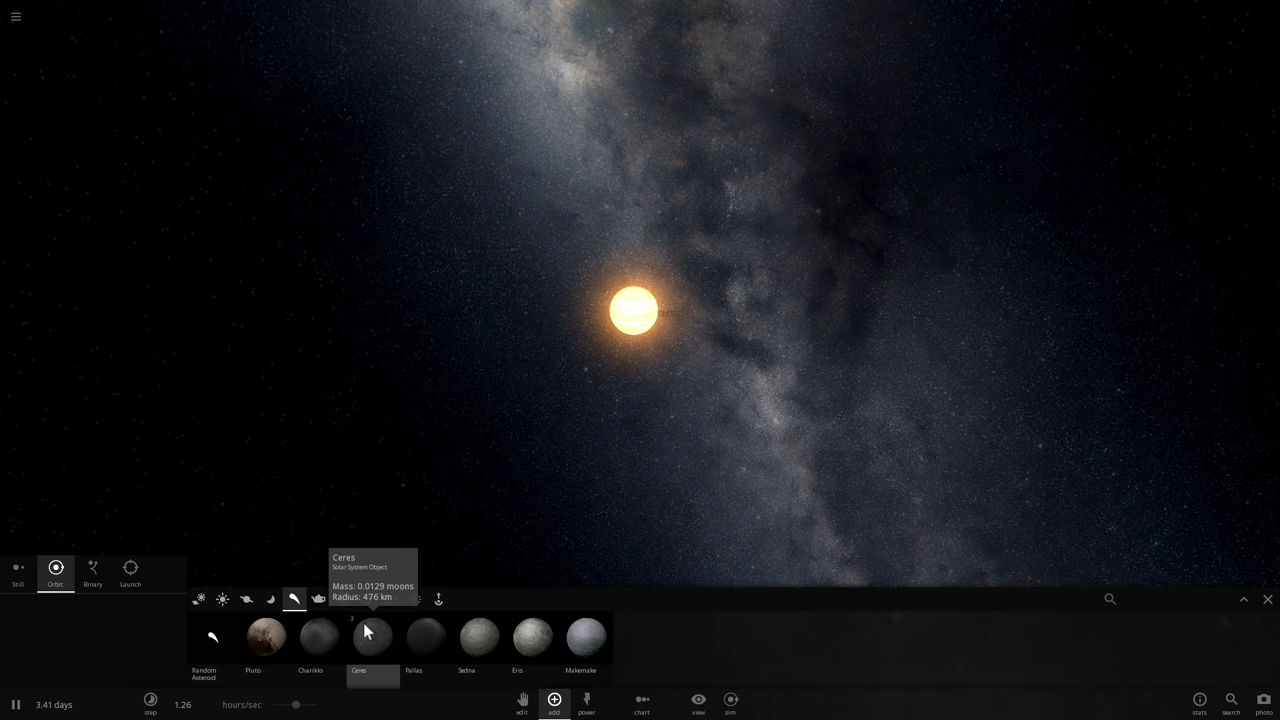 Ceres
Solar System Object
Mass: 0.0129 moons
Radius: 476 km
Still
Orbit
Binary
Launch
3
Random
Asteroid
Pluto
Chariklo
Ceres
Pallas
Sedna
Eris
Makemake
3.41 days
step
1.26
hours/sec
edit
add
power
chart
view
sim
stats
search
photo